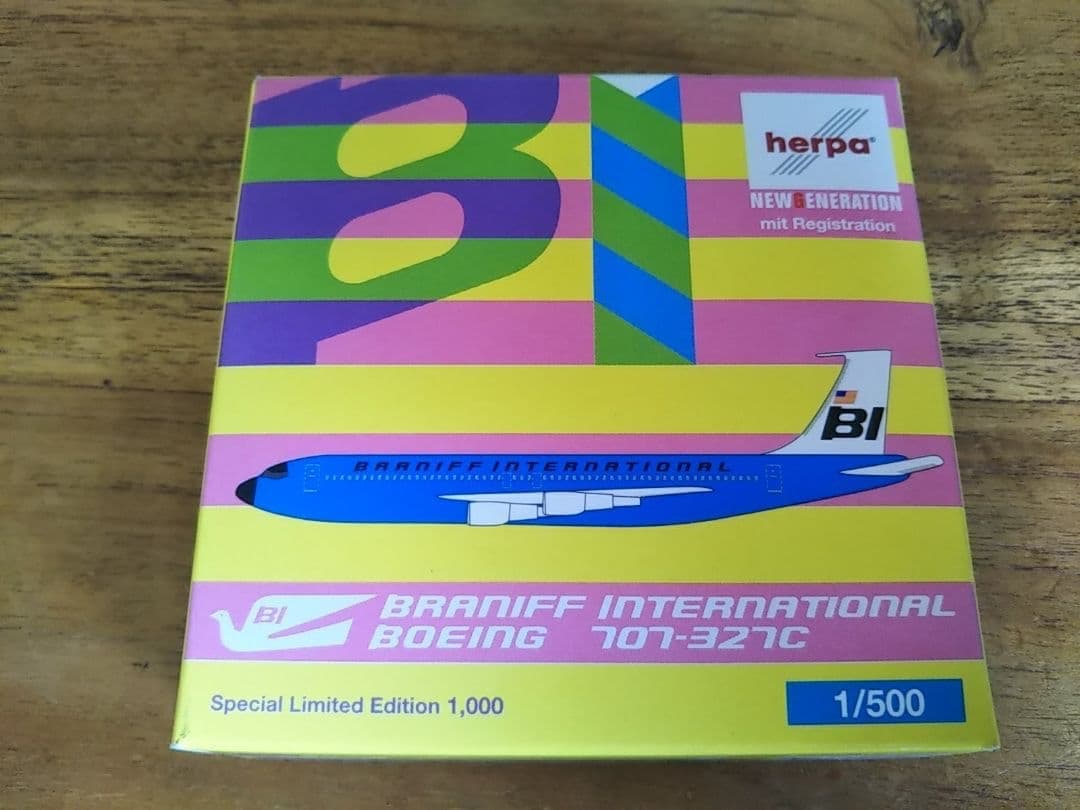 BI
herpa®
NEWGENERATION
mit Registration
BI
BRANIFF INTERNATIONAL
BI
BRANIFF INTERNATIONAL
BOEING 707-327C
Special Limited Edition 1,000
1/500